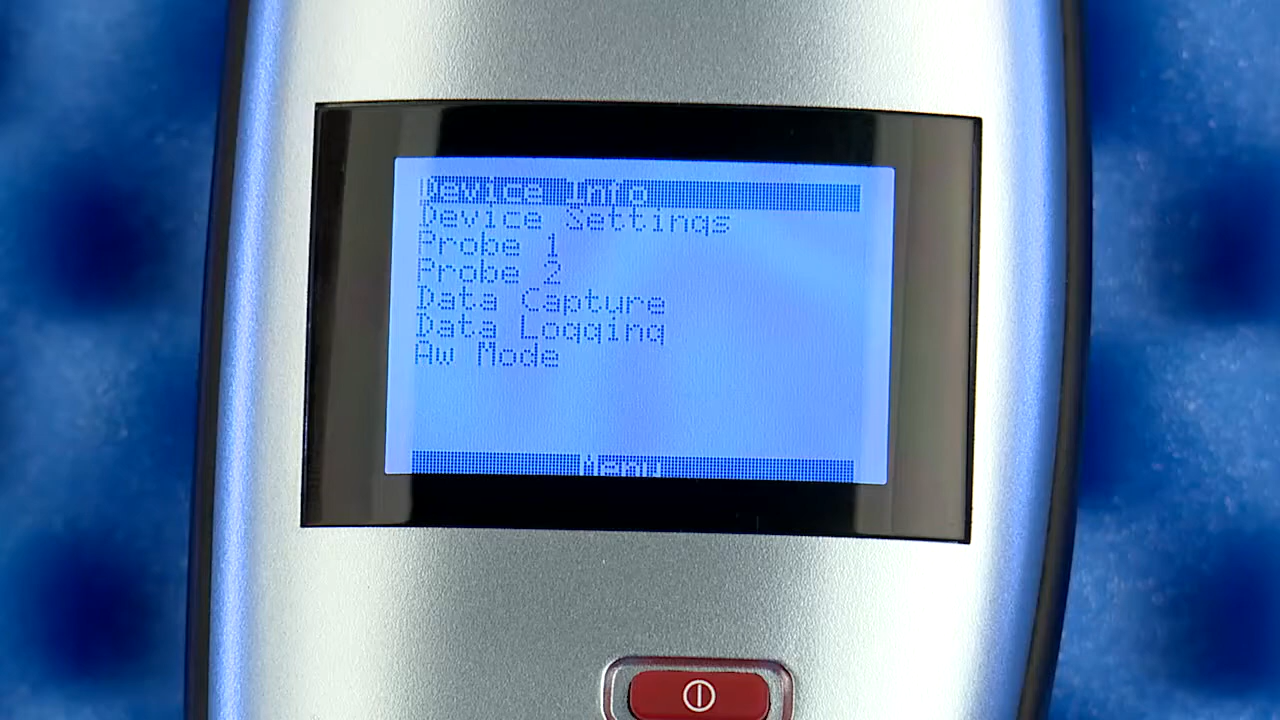 Device Info
Device Settings
Probe 1
Probe 2
Data Capture
Data Logging
Aw Mode
Menu